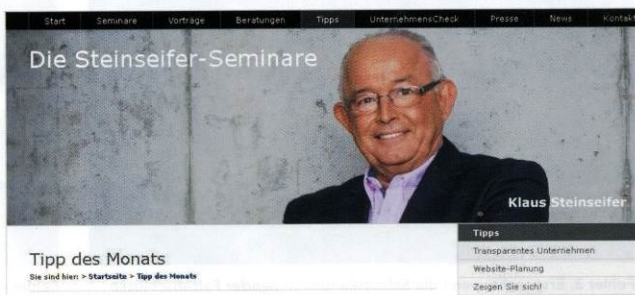 Start Seminare Vorträge Beratungen Tipps UnternehmensCheck Presse News Kontakt
Die Steinseifer-Seminare
Klaus Steinseifer
Tipp des Monats
Sie sind hier: > Startseite > Tipp des Monats
Tipps
Transparentes Unternehmen
Website-Planung
Zeigen Sie sich!